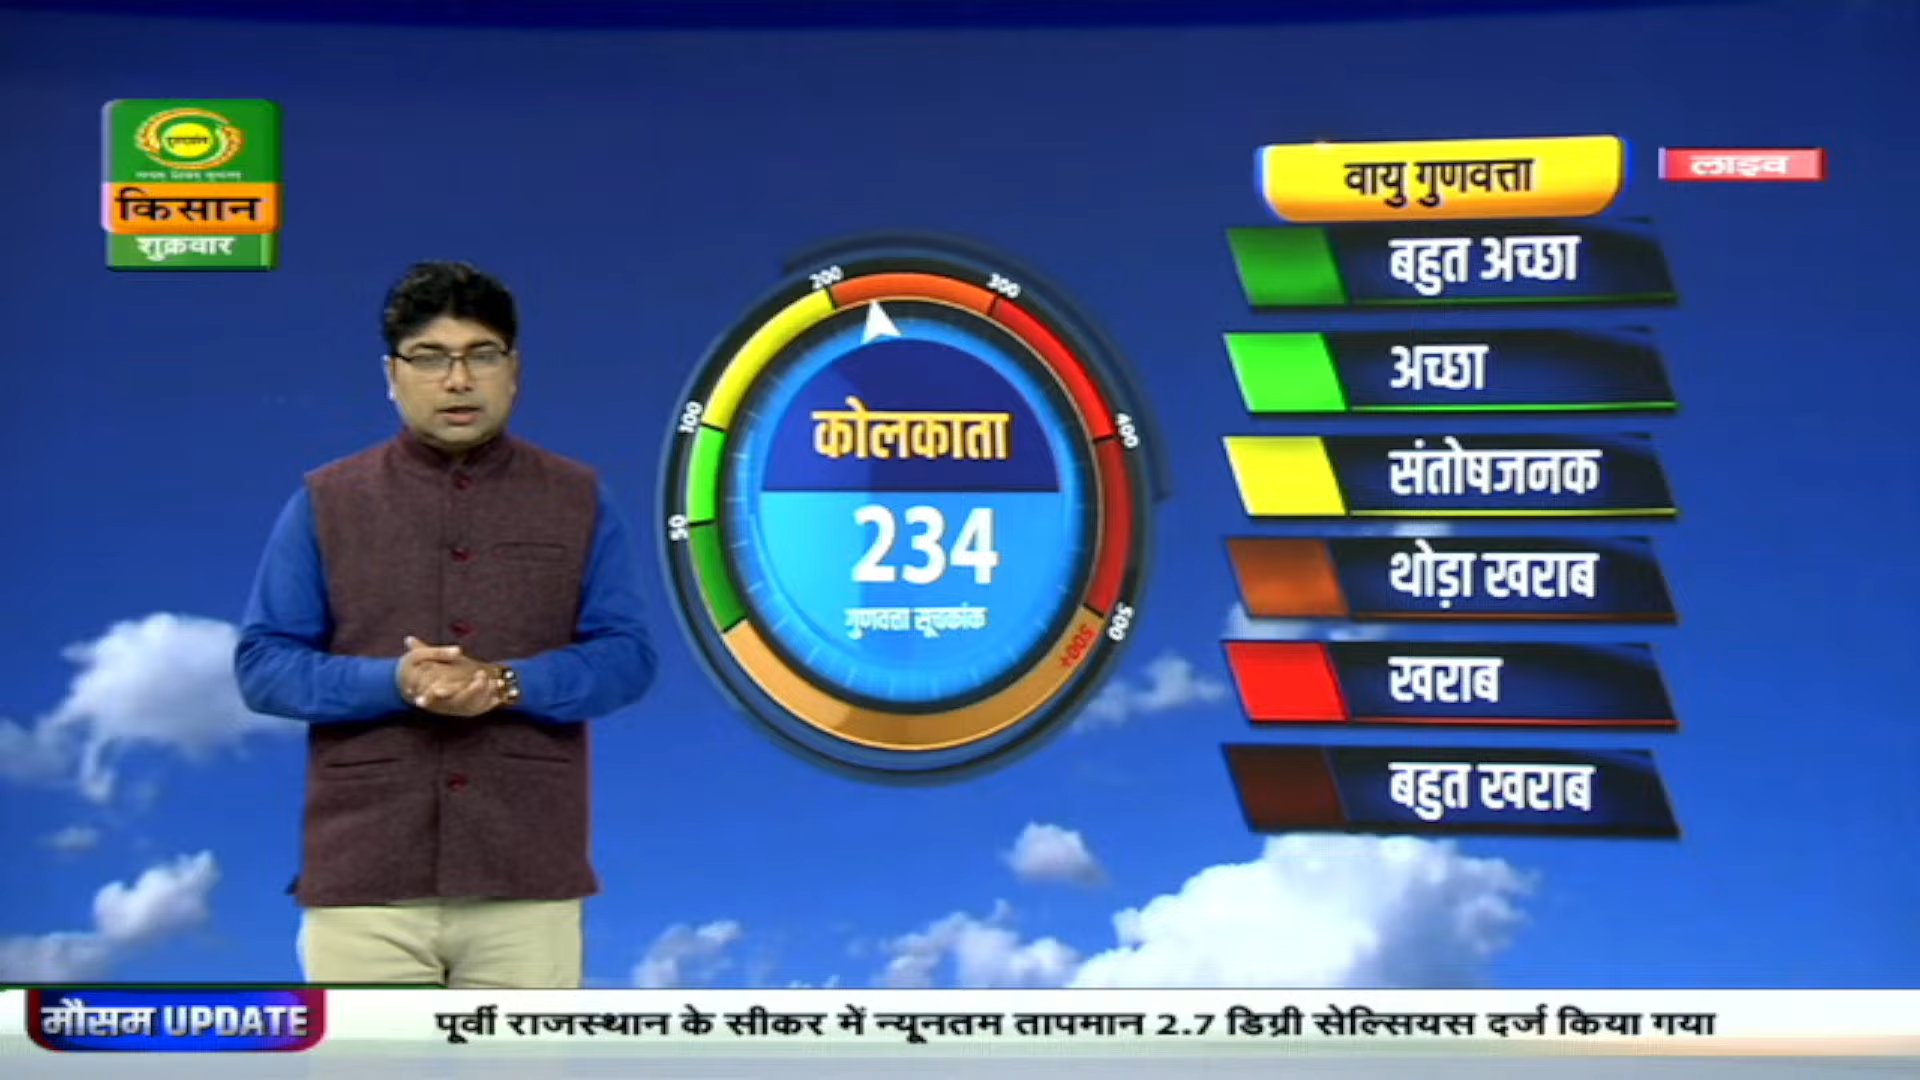 किसान
शुक्रवार
वायु गुणवत्ता
लाइव
बहुत अच्छा
अच्छा
संतोषजनक
थोड़ा खराब
खराब
बहुत खराब
50
100
200
300
400
500
500+
कोलकाता
234
गुणवत्ता सूचकांक
मौसम UPDATE
पूर्वी राजस्थान के सीकर में न्यूनतम तापमान 2.7 डिग्री सेल्सियस दर्ज किया गया